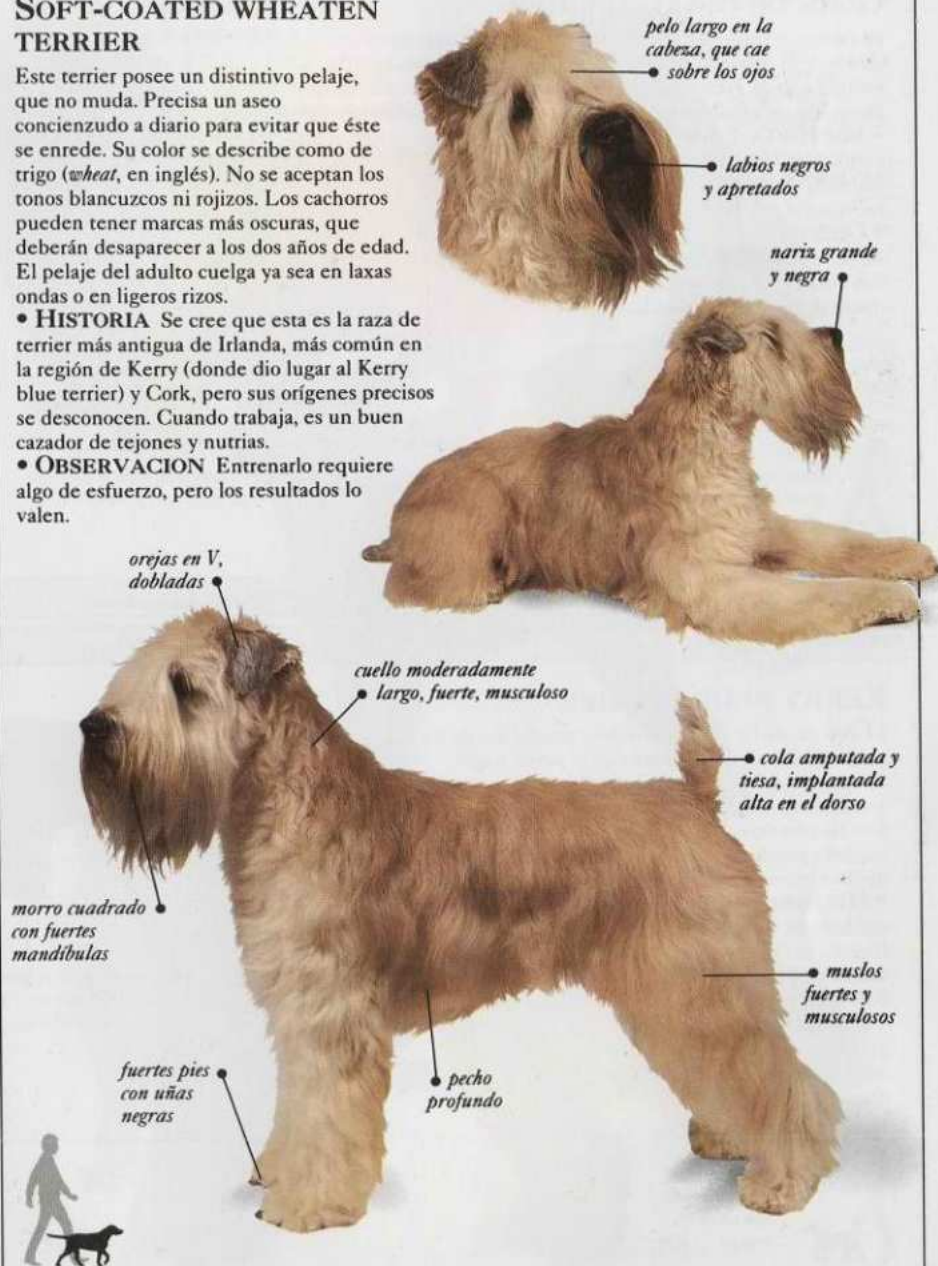 SOFT-COATED WHEATEN
TERRIER
Este terrier posee un distintivo pelaje,
que no muda. Precisa un aseo
concienzudo a diario para evitar que éste
se enrede. Su color se describe como de
trigo (wheat, en inglés). No se aceptan los
tonos blancuzcos ni rojizos. Los cachorros
pueden tener marcas más oscuras, que
deberán desaparecer a los dos años de edad.
El pelaje del adulto cuelga ya sea en laxas
ondas o en ligeros rizos.
• HISTORIA Se cree que esta es la raza de
terrier más antigua de Irlanda, más común en
la región de Kerry (donde dio lugar al Kerry
blue terrier) y Cork, pero sus orígenes precisos
se desconocen. Cuando trabaja, es un buen
cazador de tejones y nutrias.
• OBSERVACION Entrenarlo requiere
algo de esfuerzo, pero los resultados lo
valen.
pelo largo en la
cabeza, que cae
sobre los ojos
labios negros
y apretados
nariz grande
y negra
orejas en V,
dobladas
cuello moderadamente
largo, fuerte, musculoso
cola amputada y
tiesa, implantada
alta en el dorso
morro cuadrado
con fuertes
mandíbulas
muslos
fuertes y
musculosos
fuertes pies
con uñas
negras
pecho
profundo